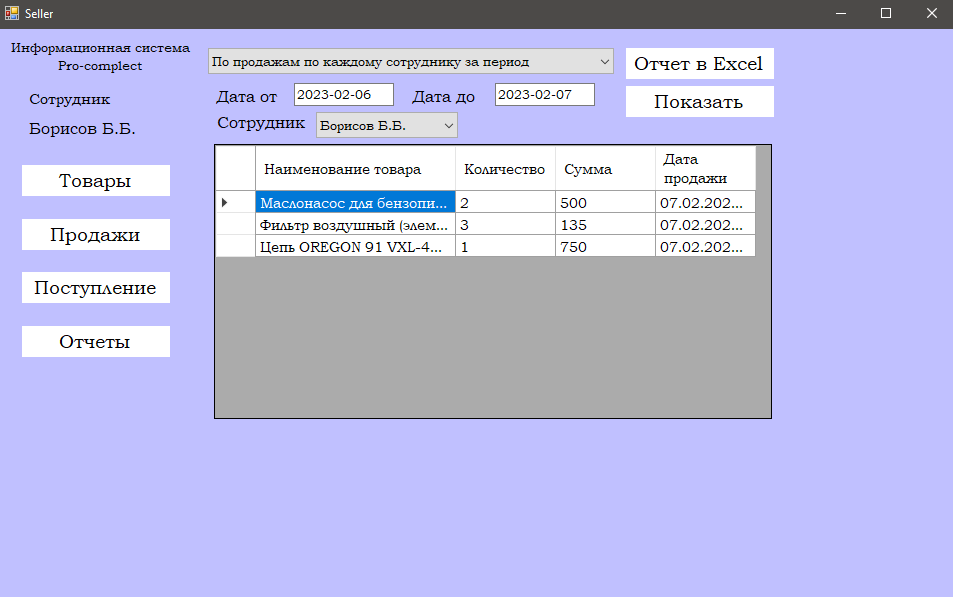 Seller
Информационная система
Pro-complect
Сотрудник
Борисов Б.Б.
Товары
Продажи
Поступление
Отчеты
По продажам по каждому сотруднику за период
Отчет в Excel
Дата от 2023-02-06 Дата до 2023-02-07
Показать
Сотрудник Борисов Б.Б.
Наименование товара Количество Сумма Дата
продажи
Маслонасос для бензопи... 2 500 07.02.202...
Фильтр воздушный (элем... 3 135 07.02.202...
Цепь OREGON 91 VXL-4... 1 750 07.02.202...